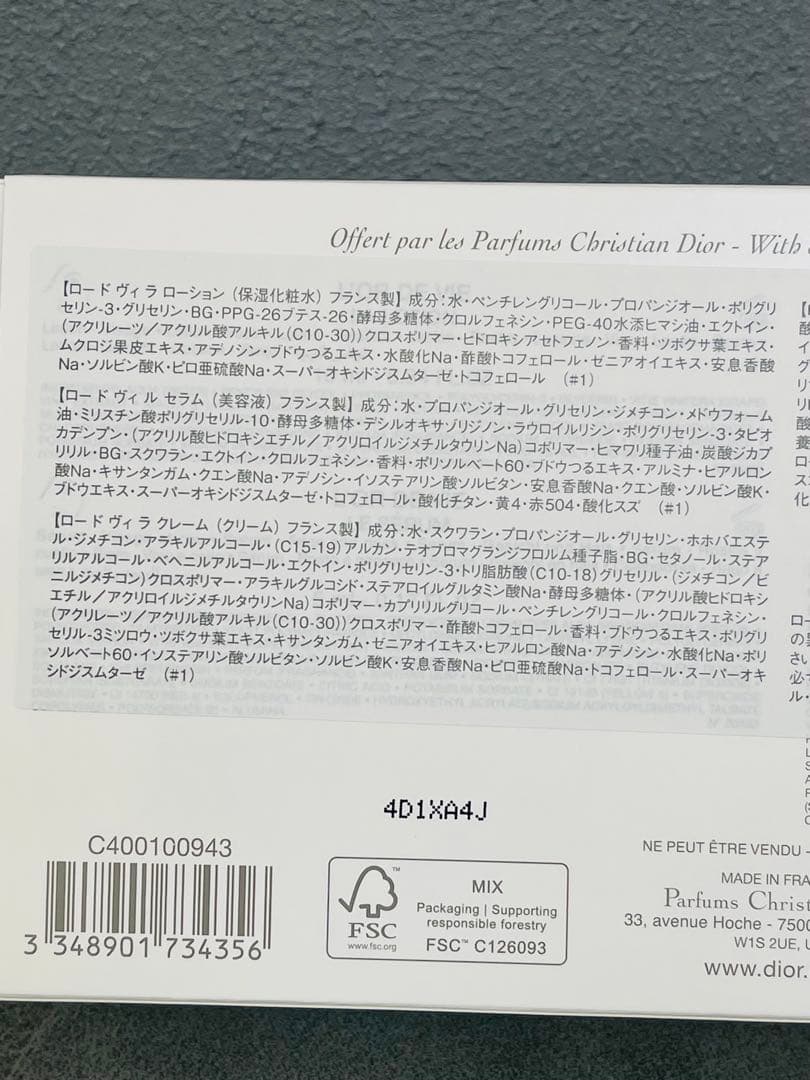 Offert par les Parfums Christian Dior - With
【ロード ヴィ ラ ローション (保湿化粧水) フランス製】 成分:水・ペンチレングリコール・プロパンジオール・ポリグリ
セリン-3・グリセリン・BG・PPG-26ブテス-26・酵母多糖体・クロルフェネシン・PEG-40水添ヒマシ油・エクトイン・
(アクリレーツ/アクリル酸アルキル(C10-30))クロスポリマー・ヒドロキシアセトフェノン・香料・ツボクサ葉エキス・
ムクロジ果皮エキス・アデノシン・ブドウつるエキス・水酸化Na・酢酸トコフェロール・ゼニアオイエキス・安息香酸
Na・ソルビン酸K・ピロ亜硫酸Na・スーパーオキシドジスムターゼ・トコフェロール (#1)
【ロード ヴィ ル セラム (美容液) フランス製】 成分:水・プロパンジオール・グリセリン・ジメチコン・メドウフォーム
油・ミリスチン酸ポリグリセリル-10・酵母多糖体・デシルオキサゾリジノン・ラウロイルリシン・ポリグリセリン-3・タピオ
カデンプン・(アクリル酸ヒドロキシエチル/アクリロイルジメチルタウリンNa)コポリマー・ヒマワリ種子油・炭酸ジカプ
リリル・BG・スクワラン・エクトイン・クロルフェネシン・香料・ポリソルベート60・ブドウつるエキス・アルミナ・ヒアルロン
酸Na・キサンタンガム・クエン酸Na・アデノシン・イソステアリン酸ソルビタン・安息香酸Na・クエン酸・ソルビン酸K・
ブドウエキス・スーパーオキシドジスムターゼ・トコフェロール・酸化チタン・黄4・赤504・酸化スズ (#1)
【ロード ヴィ ラ クレーム (クリーム) フランス製】 成分:水・スクワラン・プロパンジオール・グリセリン・ホホバエステ
ル・ジメチコン・アラキルアルコール・(C15-19)アルカン・テオブロマグランジフロルム種子脂・BG・セタノール・ステア
リルアルコール・ベヘニルアルコール・エクトイン・ポリグリセリン-3・トリ脂肪酸(C10-18)グリセリル・(ジメチコン/ビ
ニルジメチコン)クロスポリマー・アラキルグルコシド・ステアロイルグルタミン酸Na・酵母多糖体・(アクリル酸ヒドロキシ
エチル/アクリロイルジメチルタウリンNa)コポリマー・カプリリルグリコール・ペンチレングリコール・クロルフェネシン・
(アクリレーツ/アクリル酸アルキル(C10-30))クロスポリマー・酢酸トコフェロール・香料・ブドウつるエキス・ポリグリ
セリル-3ミツロウ・ツボクサ葉エキス・キサンタンガム・ゼニアオイエキス・ヒアルロン酸Na・アデノシン・水酸化Na・ポリ
ソルベート60・イソステアリン酸ソルビタン・ソルビン酸K・安息香酸Na・ピロ亜硫酸Na・トコフェロール・スーパーオキ
シドジスムターゼ (#1)
4D1XA4J
C400100943
3 348901 734356
FSC
www.fsc.org
MIX
Packaging | Supporting
responsible forestry
FSC™ C126093
NE PEUT ÊTRE VENDU -
MADE IN FRA
Parfums Christ
33, avenue Hoche - 7500
W1S 2UE, U
www.dior.